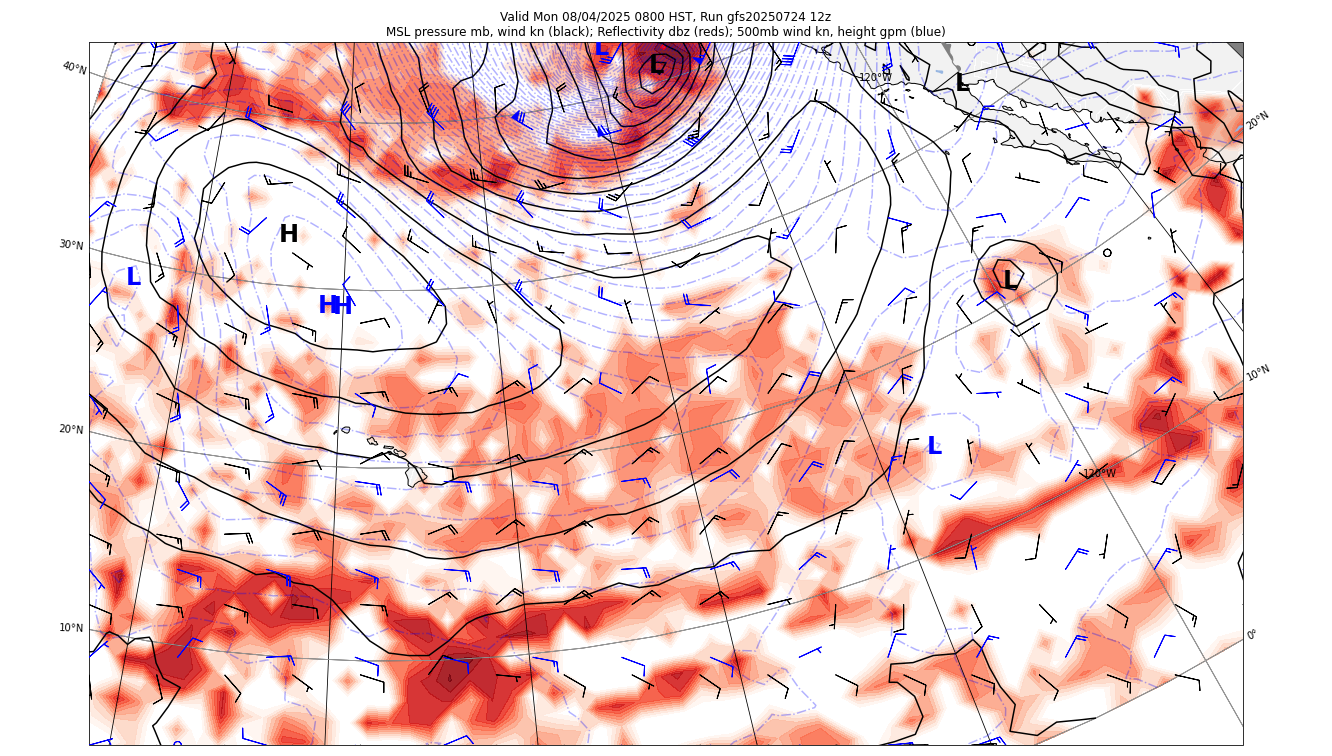 Valid Mon 08/04/2025 0800 HST, Run gfs20250724 12z
MSL pressure mb, wind kn (black); Reflectivity dbz (reds); 500mb wind kn, height gpm (blue)
L
L
40°N
120°W
L
20°N
H
30°N
L
L
H
H
10°N
20°N
L
120°W
10°N
0°